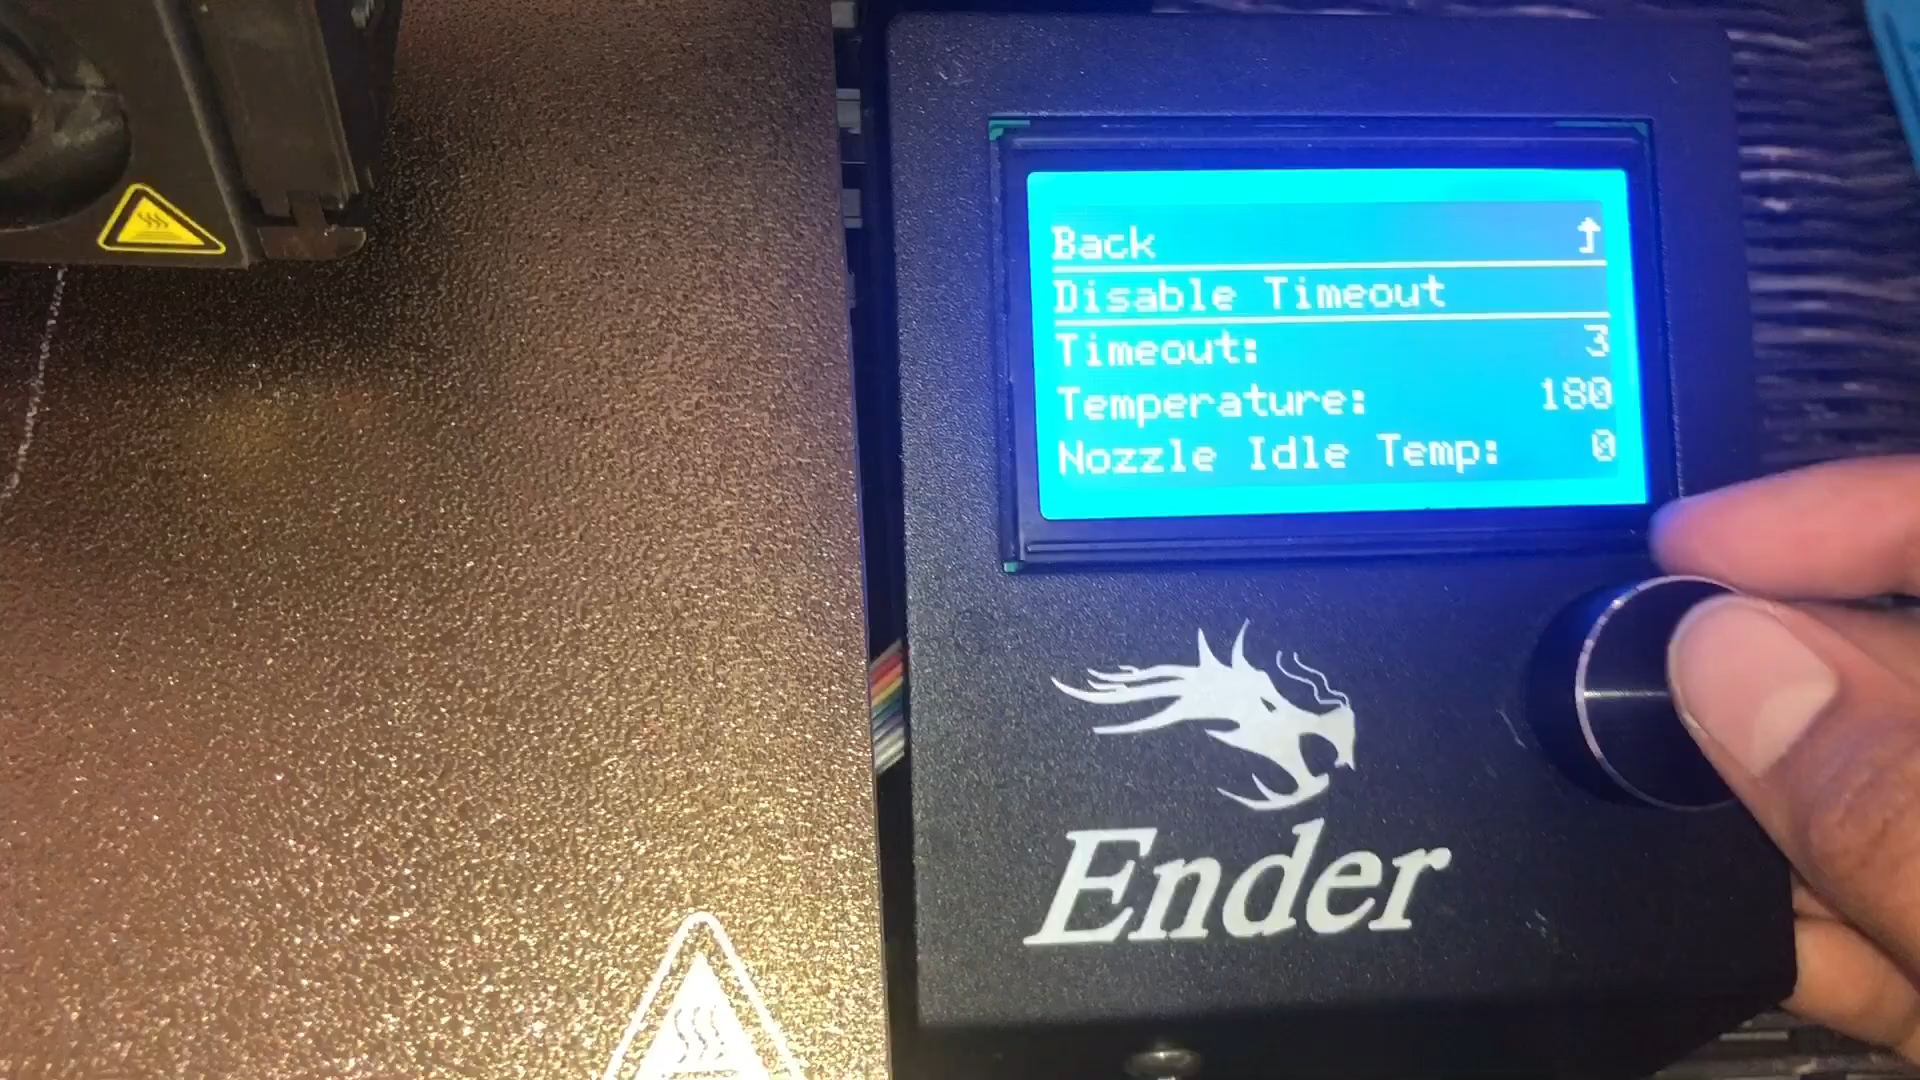 Back
Disable Timeout
Timeout: 3
Temperature: 180
Nozzle Idle Temp: 0
Ender